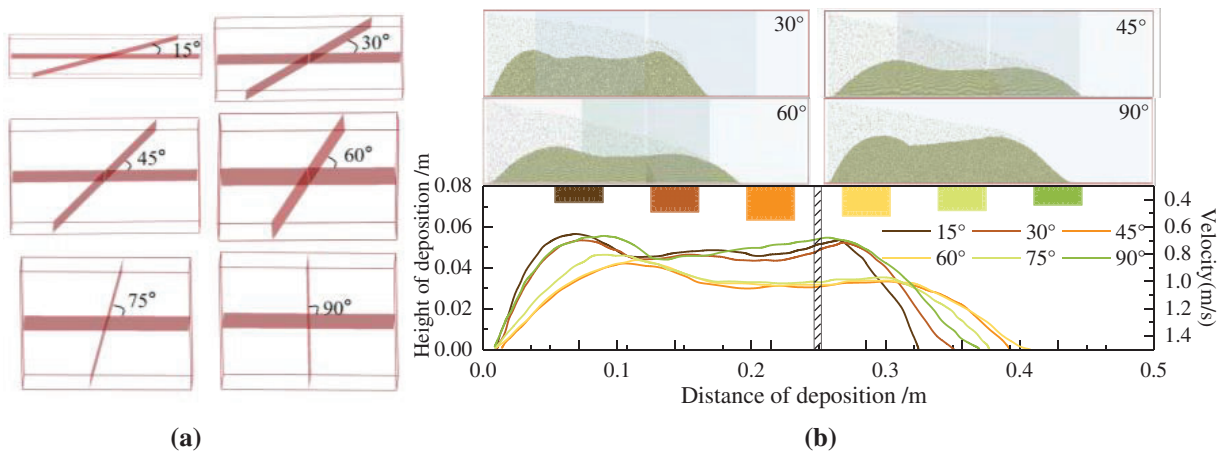 15°
30°
45°
60°
75°
90°
(a)
30°
45°
60°
90°
Height of deposition /m
0.08
0.06
0.04
0.02
0.00
0.4
0.6
0.8
1.0
1.2
1.4
Velocity(m/s)
15° 30° 45°
60° 75° 90°
0.0 0.1 0.2 0.3 0.4 0.5
Distance of deposition /m
(b)